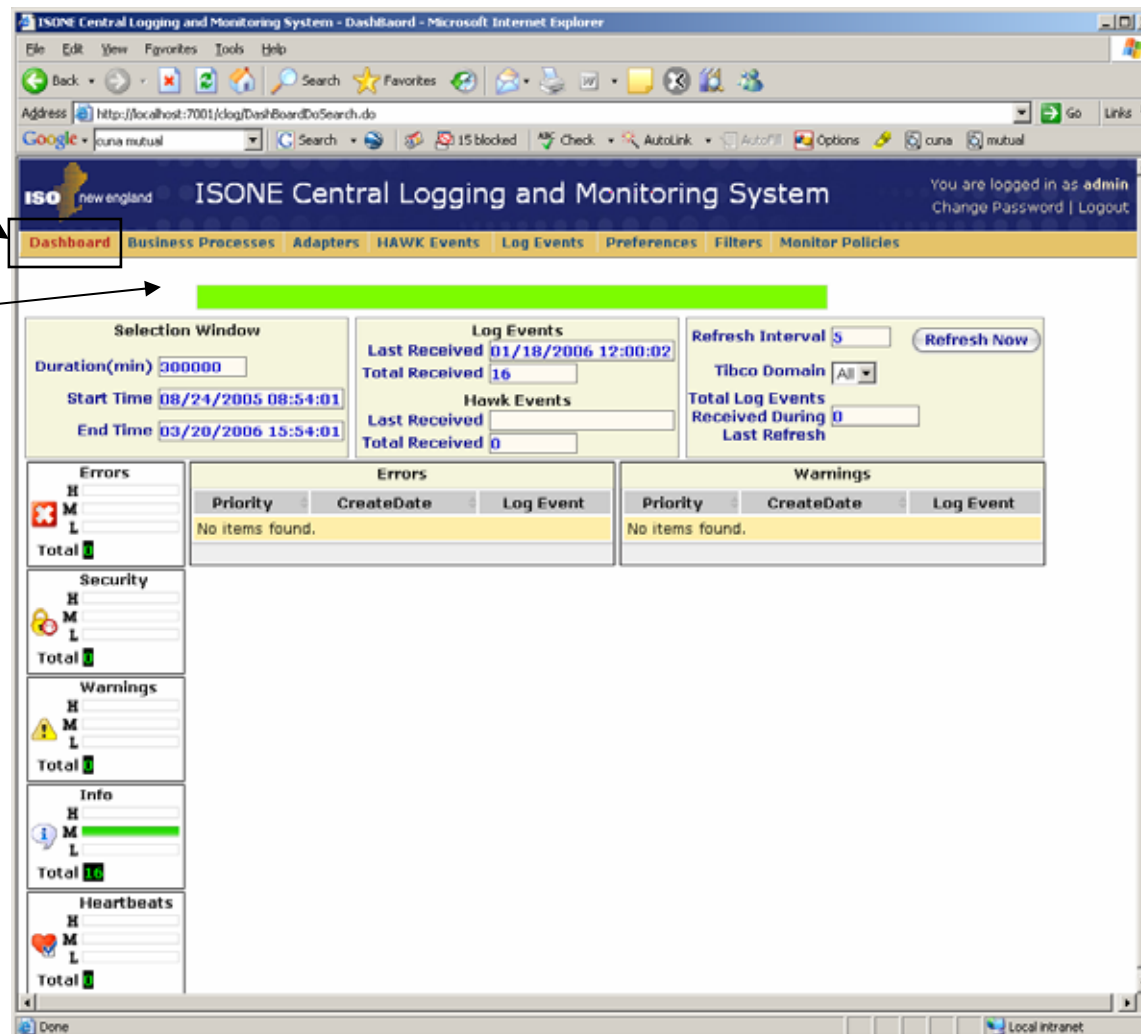 ISONE Central Logging and Monitoring System - DashBaord - Microsoft Internet Explorer
File Edit View Favorites Tools Help
Back Search Favorites
Address http://localhost:7001/clog/DashBoardDoSearch.do Go Links
Google cuna mutual Search 15 blocked Check AutoLink AutoFill Options cuna mutual
ISO new england ISONE Central Logging and Monitoring System
You are logged in as admin
Change Password | Logout
Dashboard Business Processes Adapters HAWK Events Log Events Preferences Filters Monitor Policies
Selection Window
Duration(min) 300000
Start Time 08/24/2005 08:54:01
End Time 03/20/2006 15:54:01
Log Events
Last Received 01/18/2006 12:00:02
Total Received 16
Hawk Events
Last Received
Total Received 0
Refresh Interval 5 Refresh Now
Tibco Domain All
Total Log Events
Received During 0
Last Refresh
Errors
H
M
L
Total 0
Errors
Priority CreateDate Log Event
No items found.
Warnings
Priority CreateDate Log Event
No items found.
Security
H
M
L
Total 0
Warnings
H
M
L
Total 0
Info
H
M
L
Total 16
Heartbeats
H
M
L
Total 0
Done Local intranet